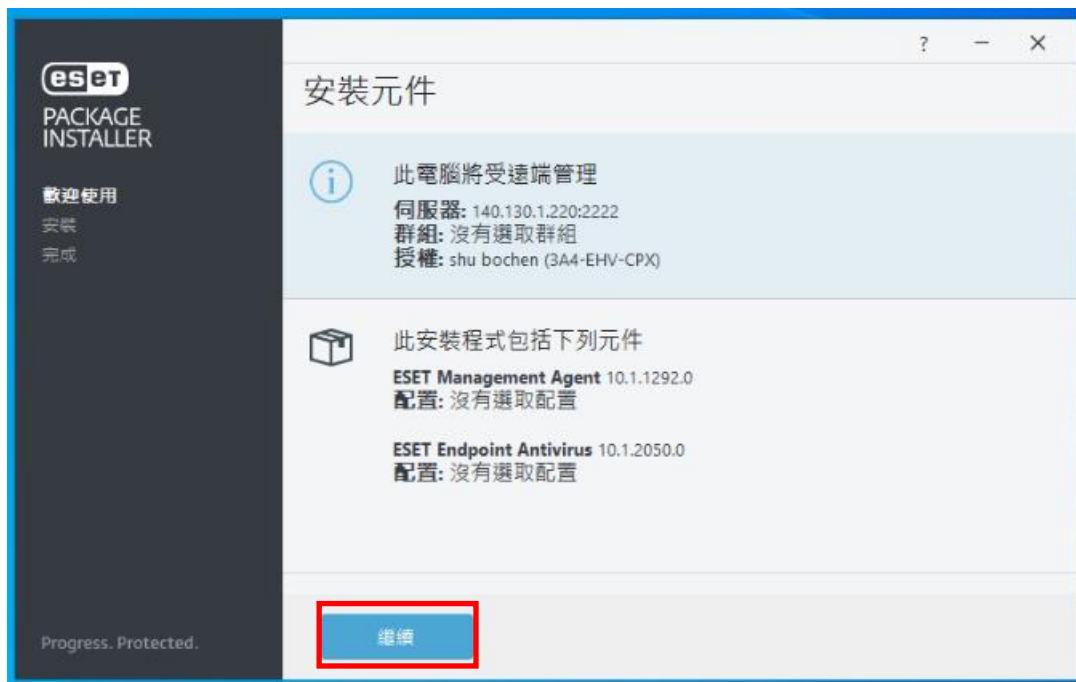 ?
eset
PACKAGE
INSTALLER
歡迎使用
安裝
完成
Progress. Protected.
安裝元件
此電腦將受遠端管理
伺服器: 140.130.1.220:2222
群組: 沒有選取群組
授權: shu bochen (3A4-EHV-CPX)
此安裝程式包括下列元件
ESET Management Agent 10.1.1292.0
配置: 沒有選取配置
ESET Endpoint Antivirus 10.1.2050.0
配置: 沒有選取配置
繼續